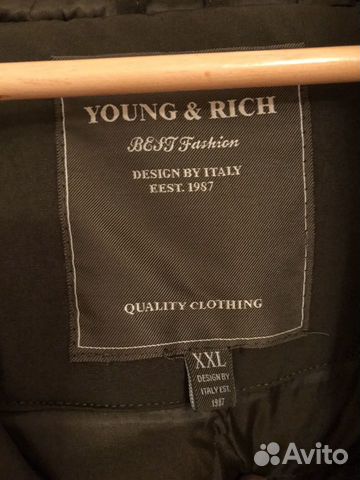 YOUNG & RICH
BEST Fashion
DESIGN BY ITALY
EEST. 1987
QUALITY CLOTHING
XXL
DESIGN BY
ITALY EST.
1987
Avito